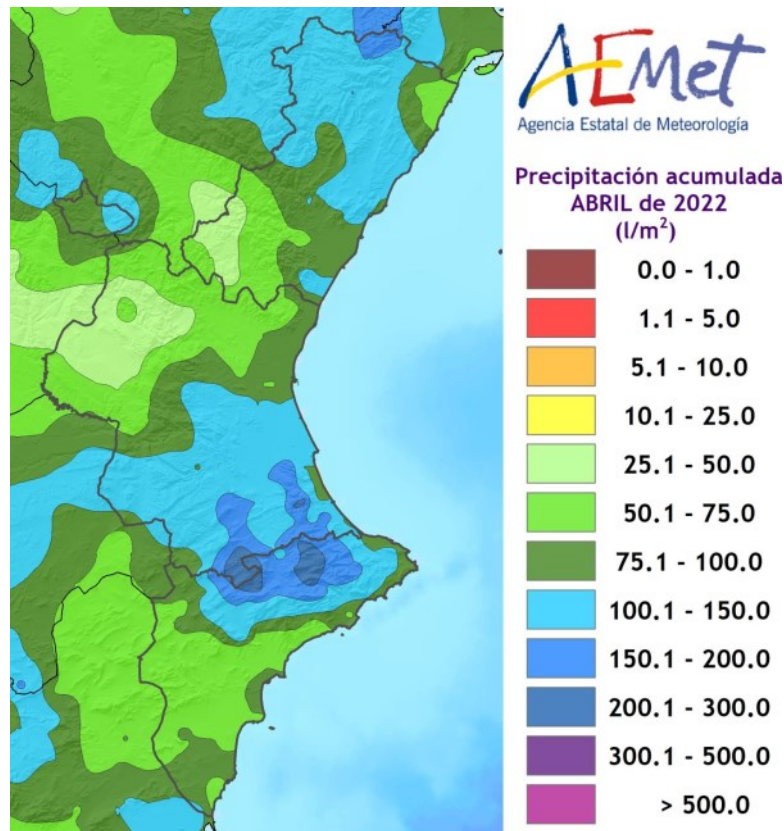 AEMet
Agencia Estatal de Meteorología
Precipitación acumulada
ABRIL de 2022
(l/m²)
0.0 - 1.0
1.1 - 5.0
5.1 - 10.0
10.1 - 25.0
25.1 - 50.0
50.1 - 75.0
75.1 - 100.0
100.1 - 150.0
150.1 - 200.0
200.1 - 300.0
300.1 - 500.0
> 500.0